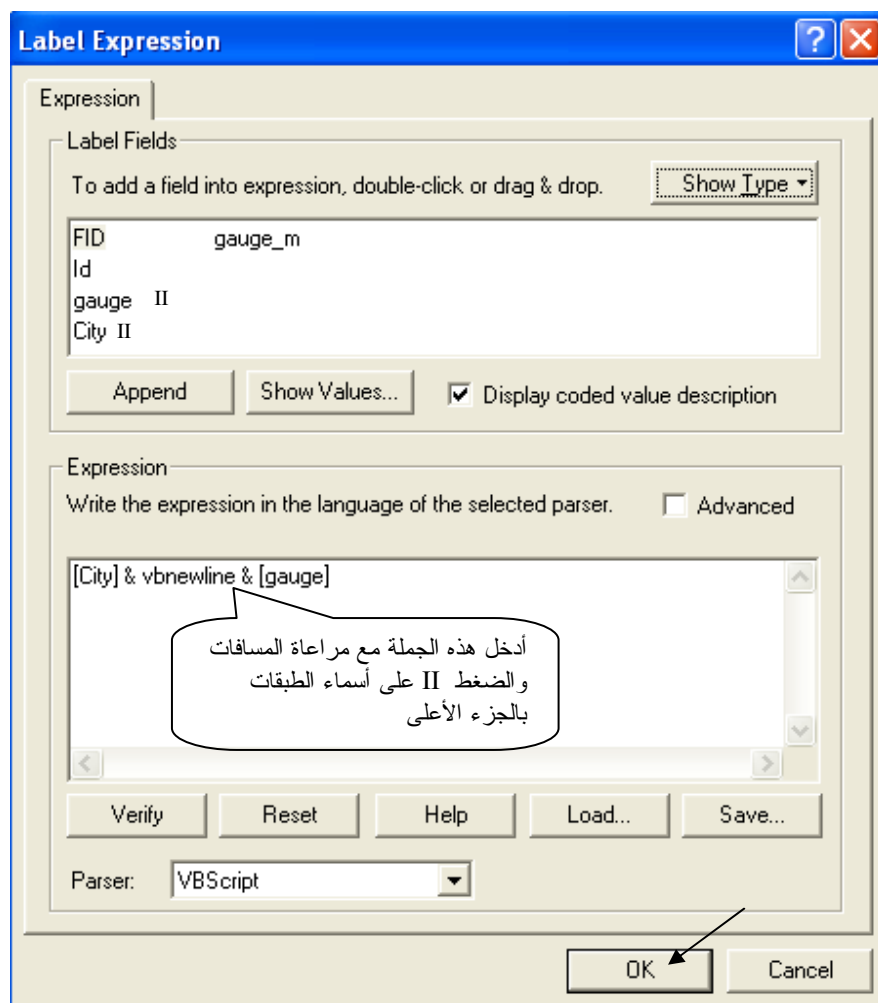 Label Expression
Expression
Label Fields
To add a field into expression, double-click or drag & drop.
Show Type
FID gauge_m
Id
gauge II
City II
Append Show Values... Display coded value description
Expression
Write the expression in the language of the selected parser. Advanced
[City] & vbnewline & [gauge]
أدخل هذه الجملة مع مراعاة المسافات
والضغط II على أسماء الطبقات
بالجزء الأعلى
Verify Reset Help Load... Save...
Parser: VBScript
OK Cancel